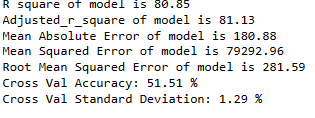 R square of model is 80.85
Adjusted_r_square of model is 81.13
Mean Absolute Error of model is 180.88
Mean Squared Error of model is 79292.96
Root Mean Squared Error of model is 281.59
Cross Val Accuracy: 51.51 %
Cross Val Standard Deviation: 1.29 %